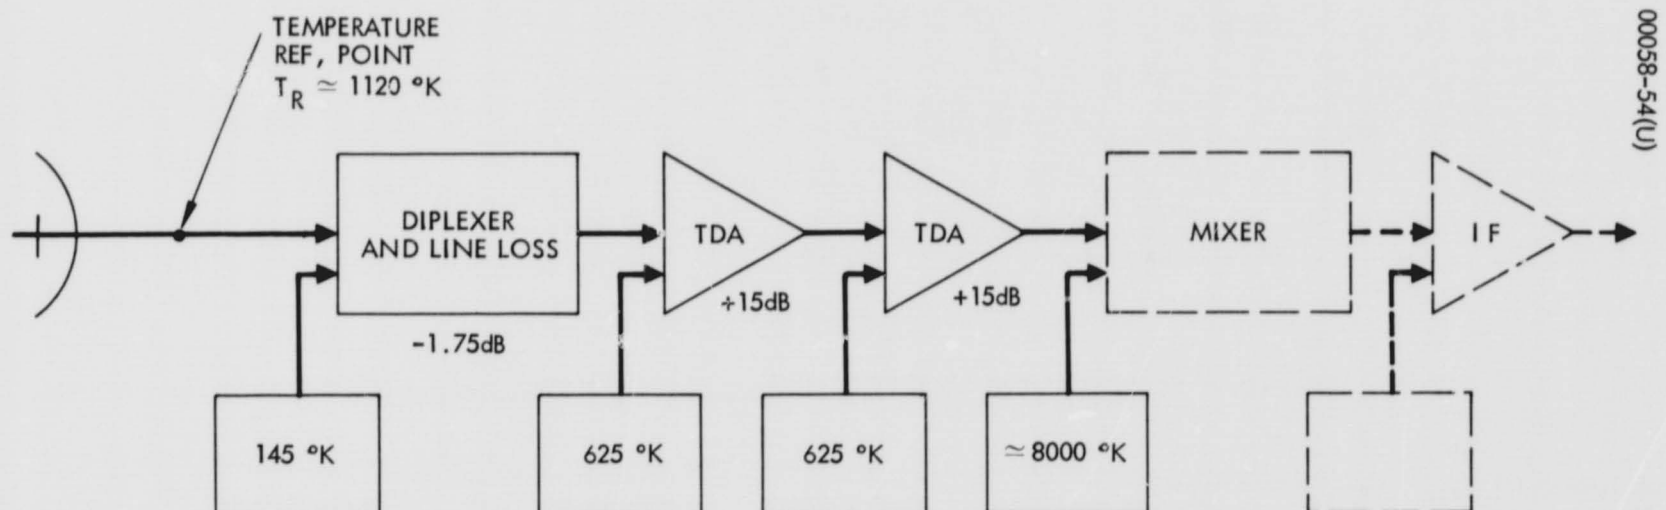 TEMPERATURE
REF, POINT
T_R ≃ 1120 °K
00058-54(U)
DIPLEXER
AND LINE LOSS
TDA
TDA
MIXER
I F
+15dB
+15dB
-1.75dB
145 °K
625 °K
625 °K
≃ 8000 °K